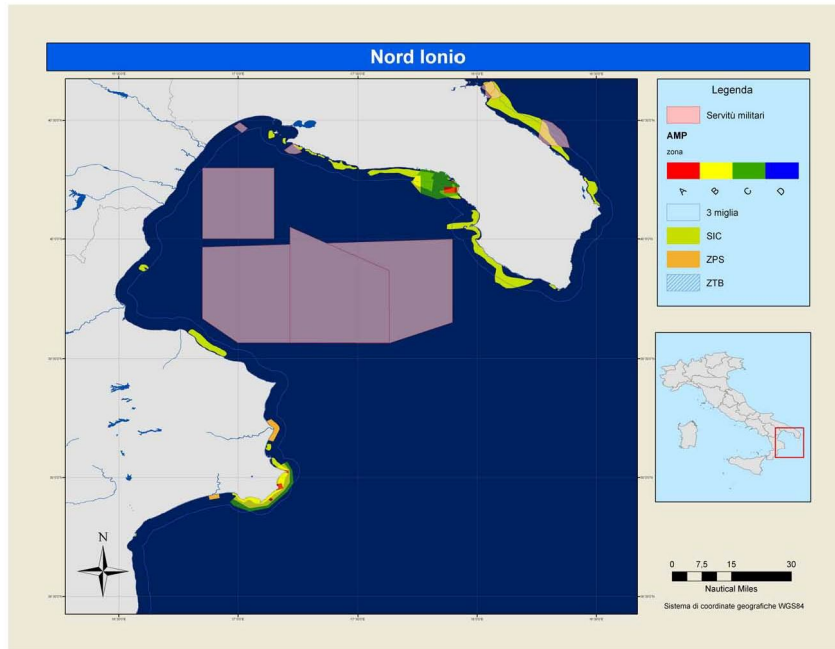 Nord Ionio
Legenda
Servitù militari
AMP
zona
A B C D
3 miglia
SIC
ZPS
ZTB
N
0 7,5 15 30
Nautical Miles
Sistema di coordinate geografiche WGS84